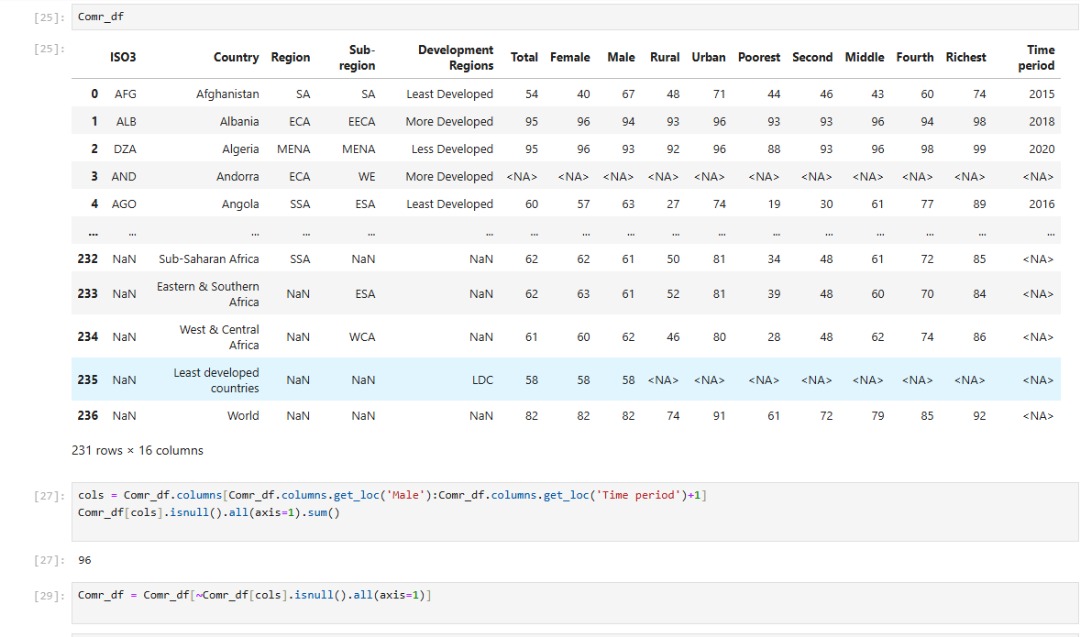 [25]: Comr_df
[25]:
ISO3 Country Region Sub-region Development Regions Total Female Male Rural Urban Poorest Second Middle Fourth Richest Time period
0 AFG Afghanistan SA SA Least Developed 54 40 67 48 71 44 46 43 60 74 2015
1 ALB Albania ECA EECA More Developed 95 96 94 93 96 93 93 96 94 98 2018
2 DZA Algeria MENA MENA Less Developed 95 96 93 92 96 88 93 96 98 99 2020
3 AND Andorra ECA WE More Developed <NA> <NA> <NA> <NA> <NA> <NA> <NA> <NA> <NA> <NA> <NA>
4 AGO Angola SSA ESA Least Developed 60 57 63 27 74 19 30 61 77 89 2016
... ... ... ... ... ... ... ... ... ... ... ... ... ... ... ... ...
232 NaN Sub-Saharan Africa SSA NaN NaN 62 62 61 50 81 34 48 61 72 85 <NA>
233 NaN Eastern & Southern Africa NaN ESA NaN 62 63 61 52 81 39 48 60 70 84 <NA>
234 NaN West & Central Africa NaN WCA NaN 61 60 62 46 80 28 48 62 74 86 <NA>
235 NaN Least developed countries NaN NaN LDC 58 58 58 <NA> <NA> <NA> <NA> <NA> <NA> <NA> <NA>
236 NaN World NaN NaN NaN 82 82 82 74 91 61 72 79 85 92 <NA>
231 rows × 16 columns
[27]: cols = Comr_df.columns[Comr_df.columns.get_loc('Male'):Comr_df.columns.get_loc('Time period')+1]
Comr_df[cols].isnull().all(axis=1).sum()
[27]: 96
[29]: Comr_df = Comr_df[~Comr_df[cols].isnull().all(axis=1)]